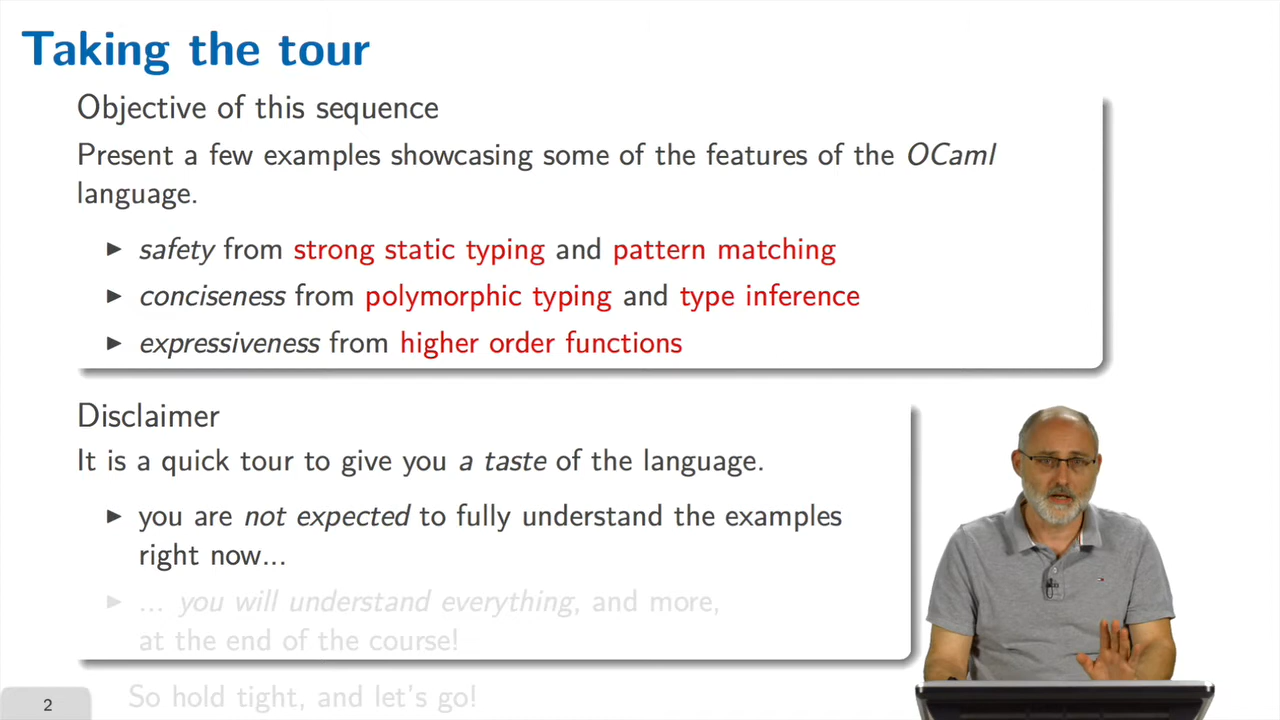 Taking the tour
Objective of this sequence
Present a few examples showcasing some of the features of the OCaml
language.
▶ safety from strong static typing and pattern matching
▶ conciseness from polymorphic typing and type inference
▶ expressiveness from higher order functions
Disclaimer
It is a quick tour to give you a taste of the language.
▶ you are not expected to fully understand the examples
right now...
▶ ... you will understand everything, and more,
at the end of the course!
So hold tight, and let's go!
2